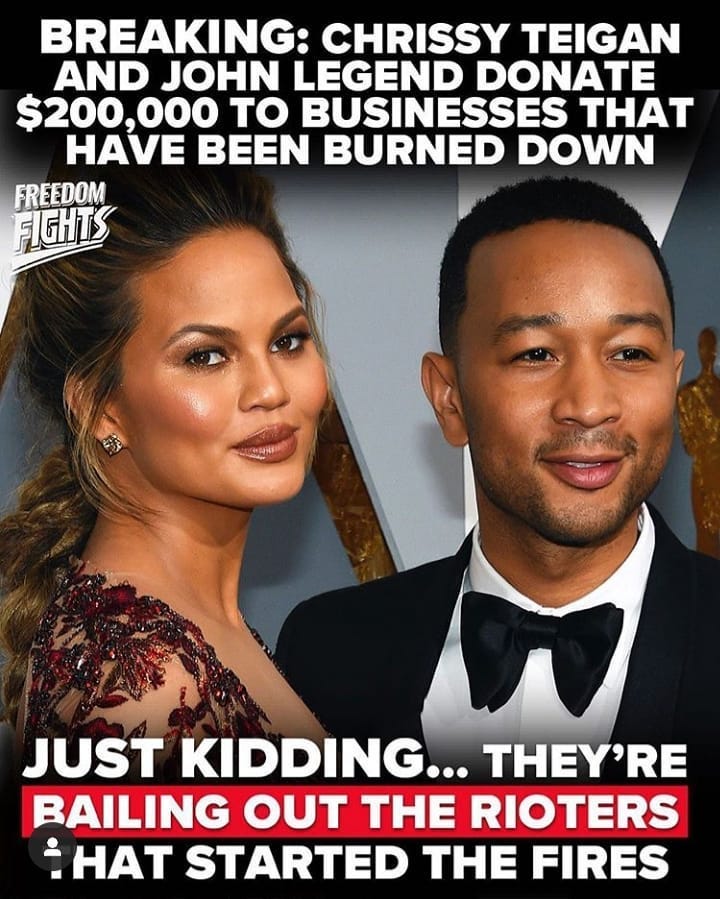 BREAKING: CHRISSY TEIGAN
AND JOHN LEGEND DONATE
$200,000 TO BUSINESSES THAT
HAVE BEEN BURNED DOWN
FREEDOM
FIGHTS
JUST KIDDING... THEY'RE
BAILING OUT THE RIOTERS
THAT STARTED THE FIRES